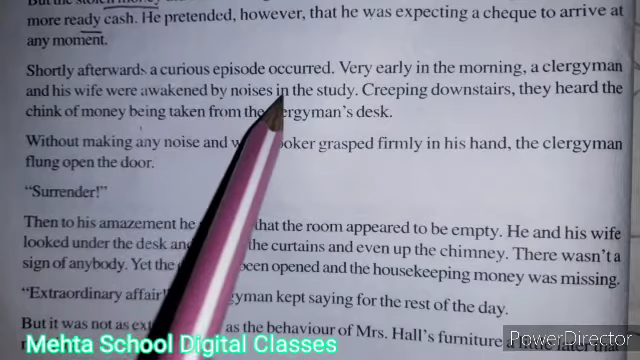 more ready cash. He pretended, however, that he was expecting a cheque to arrive at
any moment.
Shortly afterwards a curious episode occurred. Very early in the morning, a clergyman
and his wife were awakened by noises in the study. Creeping downstairs, they heard the
chink of money being taken from the ergyman's desk.
Without making any noise and w oker grasped firmly in his hand, the clergyman
flung open the door.
"Surrender!"
Then to his amazement he that the room appeared to be empty. He and his wife
looked under the desk and the curtains and even up the chimney. There wasn't a
sign of anybody. Yet the been opened and the housekeeping money was missing.
"Extraordinary affair!" gyman kept saying for the rest of the day.
But it was not as ext as the behaviour of Mrs. Hall's furniture a little later that
Mehta School Digital Classes
PowerDirector